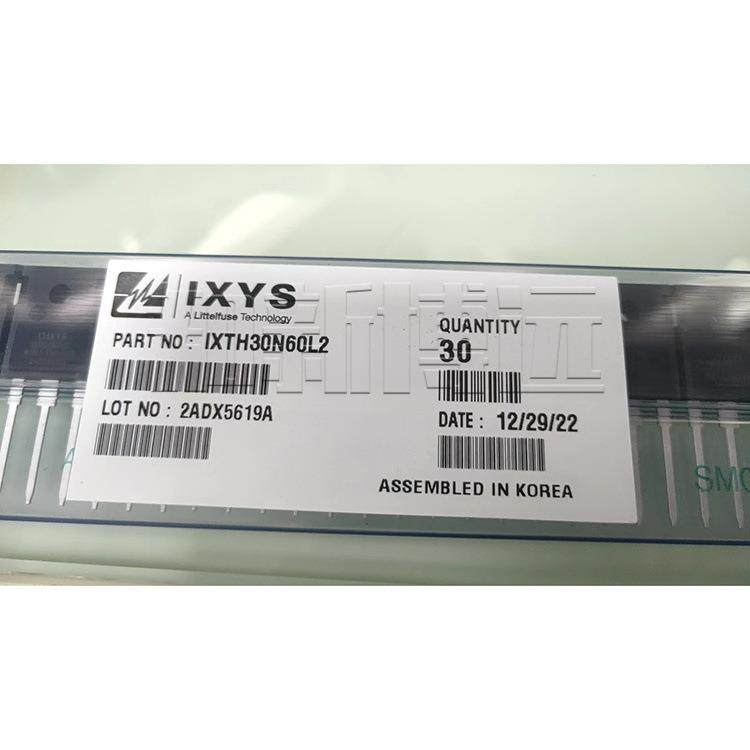 IXYS
A Littelfuse Technology
PART NO : IXTH30N60L2
QUANTITY
30
LOT NO : 2ADX5619A
DATE : 12/29/22
ASSEMBLED IN KOREA